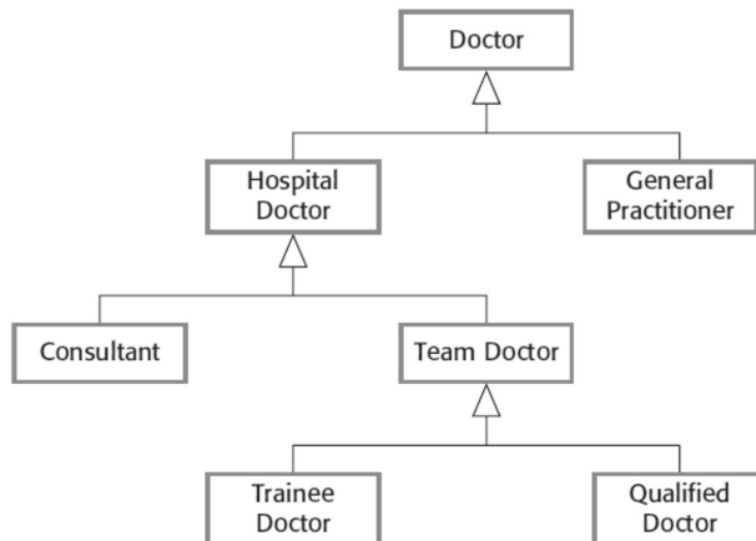 Doctor
Hospital
Doctor
General
Practitioner
Consultant
Team Doctor
Trainee
Doctor
Qualified
Doctor